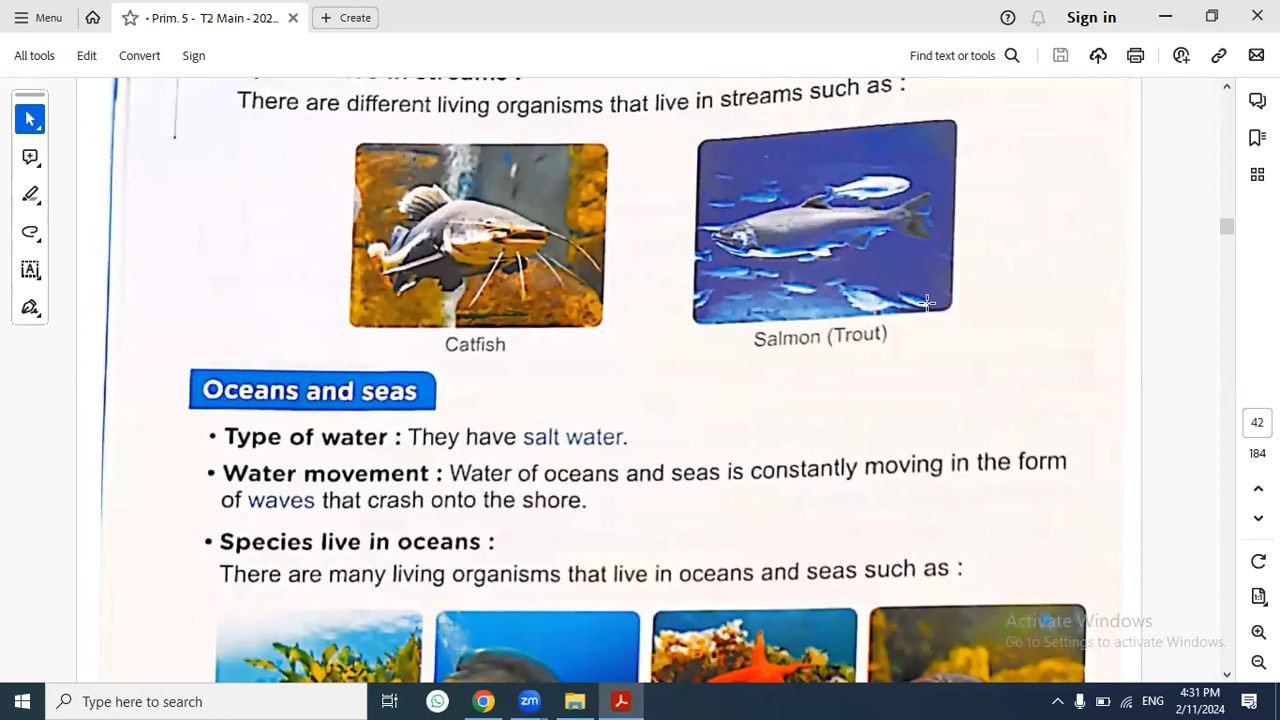 Menu
• Prim. 5 - T2 Main - 202...
Create
Sign in
All tools
Edit
Convert
Sign
Find text or tools
There are different living organisms that live in streams such as :
Catfish
Salmon (Trout)
Oceans and seas
• Type of water : They have salt water.
• Water movement : Water of oceans and seas is constantly moving in the form
of waves that crash onto the shore.
• Species live in oceans :
There are many living organisms that live in oceans and seas such as :
42
184
Activate Windows
Go to Settings to activate Windows.
Type here to search
zm
ENG
4:31 PM
2/11/2024